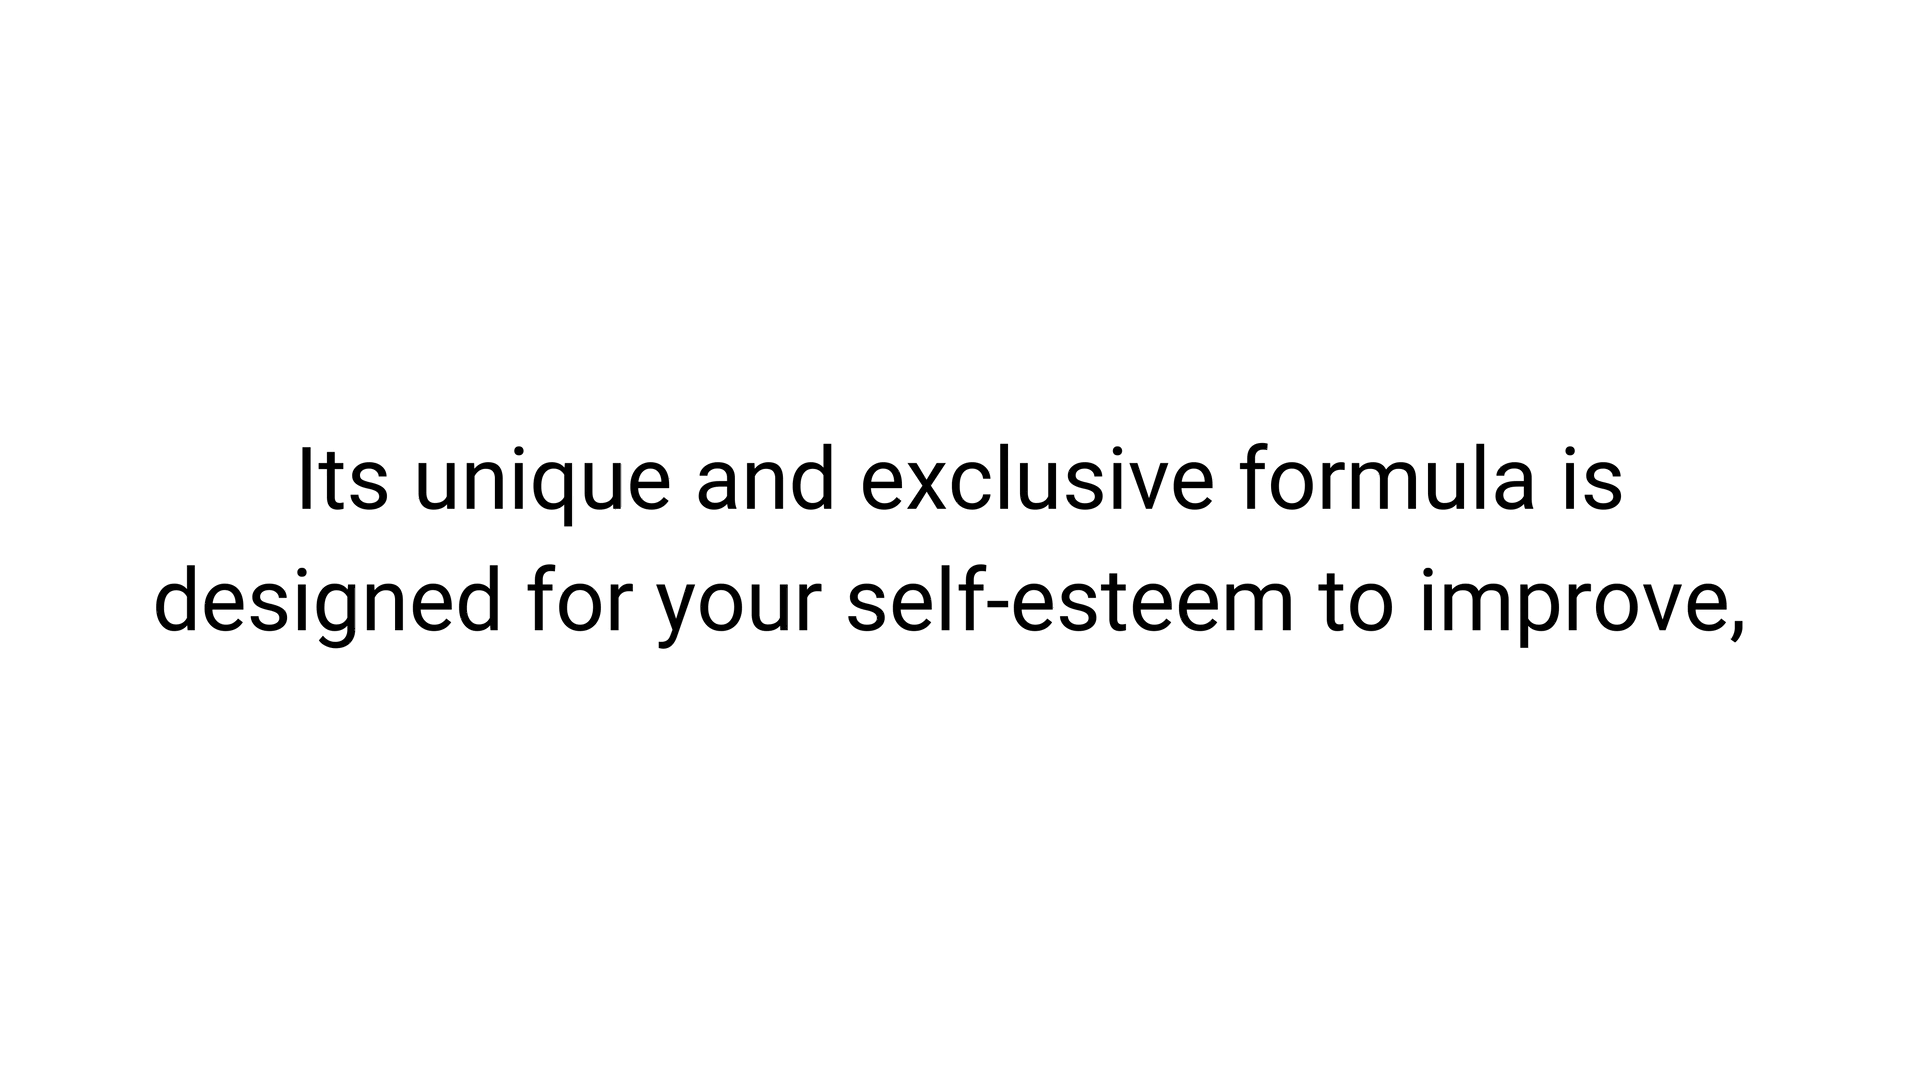 Its unique and exclusive formula is
designed for your self-esteem to improve,